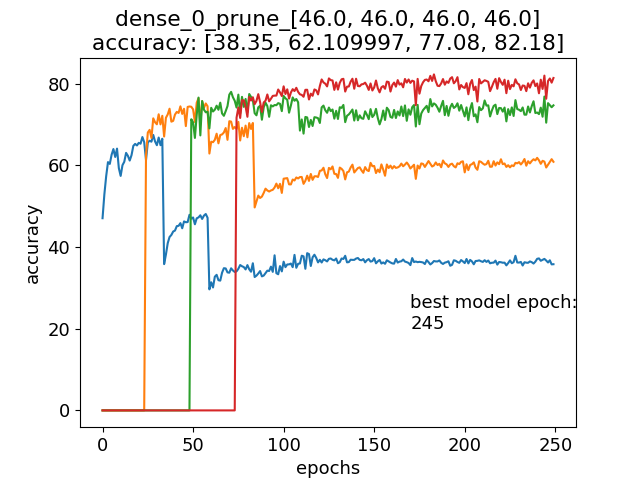 dense_0_prune_[46.0, 46.0, 46.0, 46.0]
accuracy: [38.35, 62.109997, 77.08, 82.18]
80
60
40
20
0
accuracy
best model epoch:
245
0 50 100 150 200 250
epochs